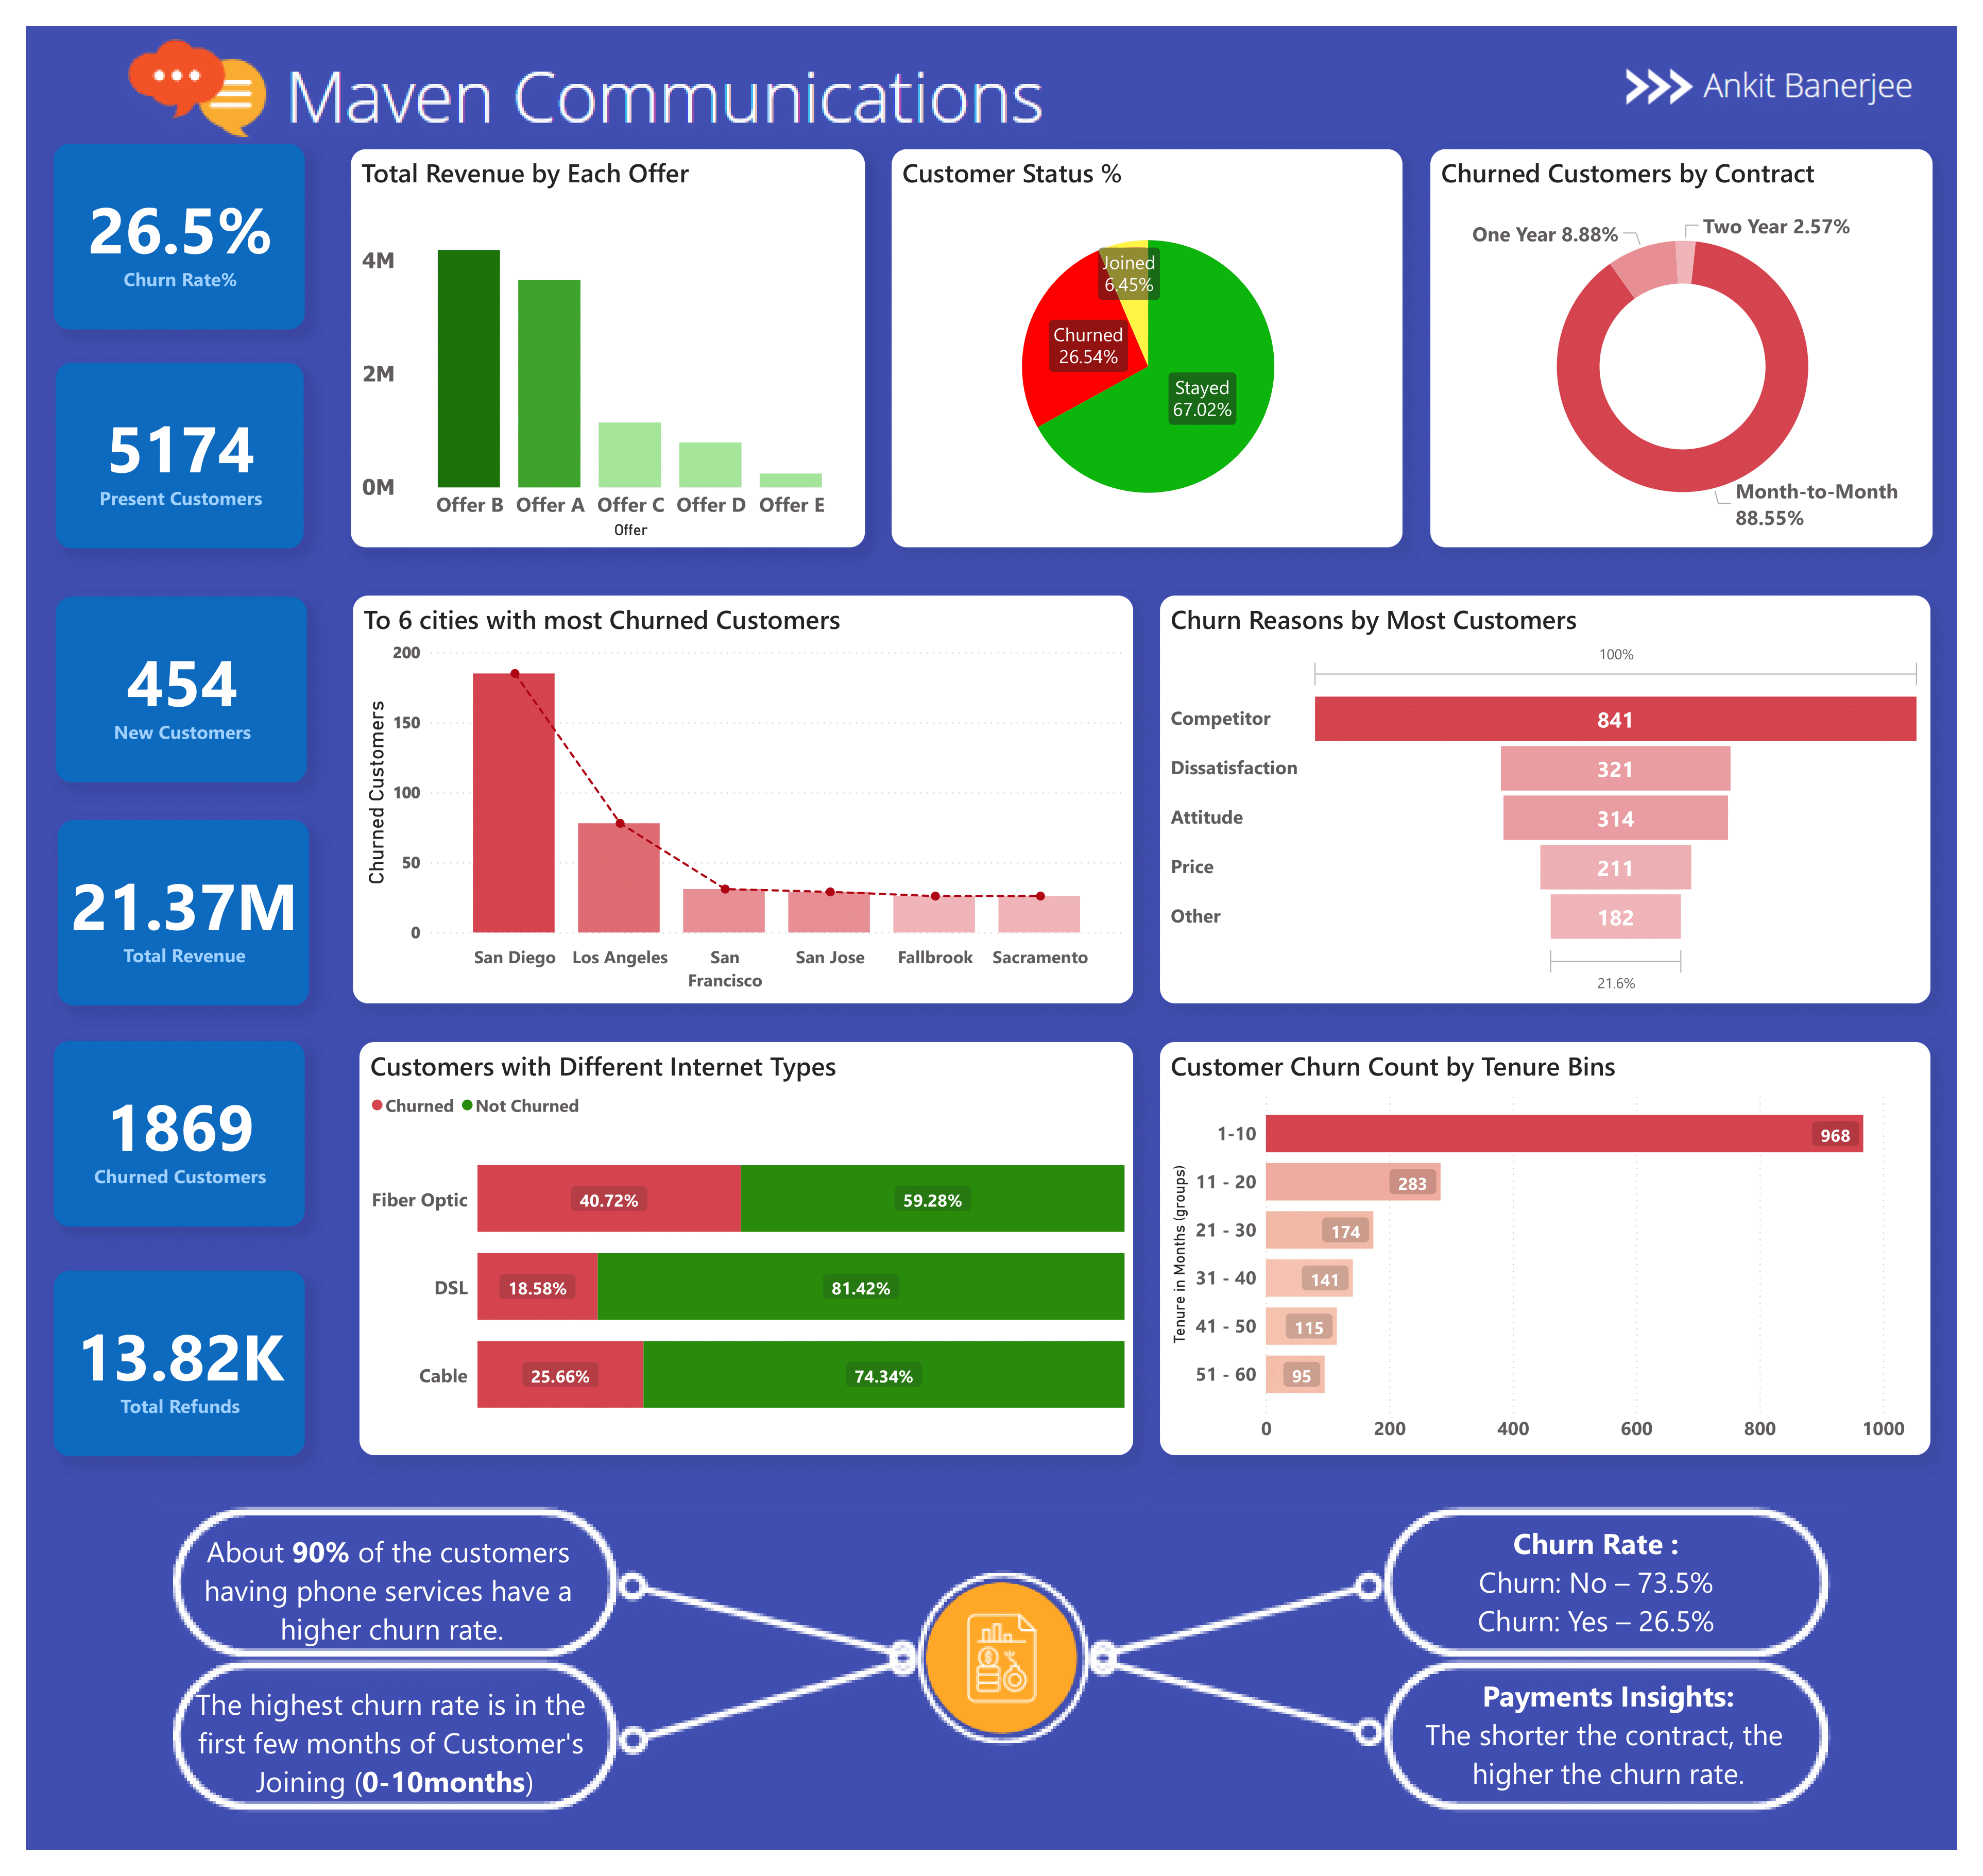 Maven Communications
Ankit Banerjee
26.5%
Churn Rate%
5174
Present Customers
454
New Customers
21.37M
Total Revenue
1869
Churned Customers
13.82K
Total Refunds
Total Revenue by Each Offer
4M
2M
0M
Offer B Offer A Offer C Offer D Offer E
Offer
Customer Status %
Joined
6.45%
Churned
26.54%
Stayed
67.02%
Churned Customers by Contract
One Year 8.88%
Two Year 2.57%
Month-to-Month
88.55%
To 6 cities with most Churned Customers
Churned Customers
200
150
100
50
0
San Diego Los Angeles San Francisco San Jose Fallbrook Sacramento
Churn Reasons by Most Customers
100%
Competitor 841
Dissatisfaction 321
Attitude 314
Price 211
Other 182
21.6%
Customers with Different Internet Types
Churned Not Churned
Fiber Optic 40.72% 59.28%
DSL 18.58% 81.42%
Cable 25.66% 74.34%
Customer Churn Count by Tenure Bins
Tenure in Months (groups)
1-10 968
11 - 20 283
21 - 30 174
31 - 40 141
41 - 50 115
51 - 60 95
0 200 400 600 800 1000
About 90% of the customers
having phone services have a
higher churn rate.
The highest churn rate is in the
first few months of Customer's
Joining (0-10months)
Churn Rate :
Churn: No – 73.5%
Churn: Yes – 26.5%
Payments Insights:
The shorter the contract, the
higher the churn rate.